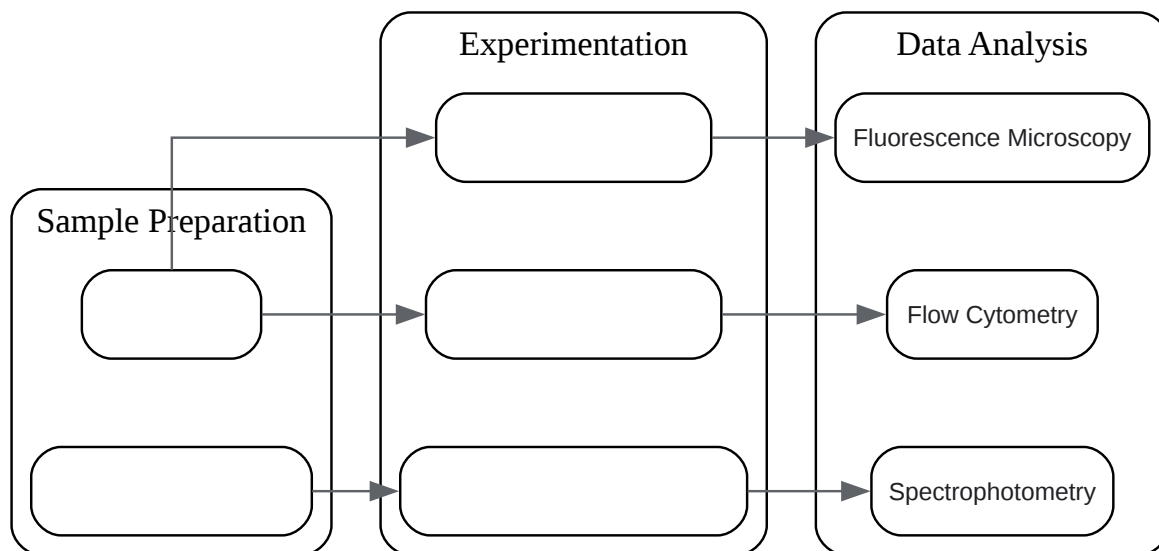 Experimentation
Data Analysis
Fluorescence Microscopy
Sample Preparation
Flow Cytometry
Spectrophotometry